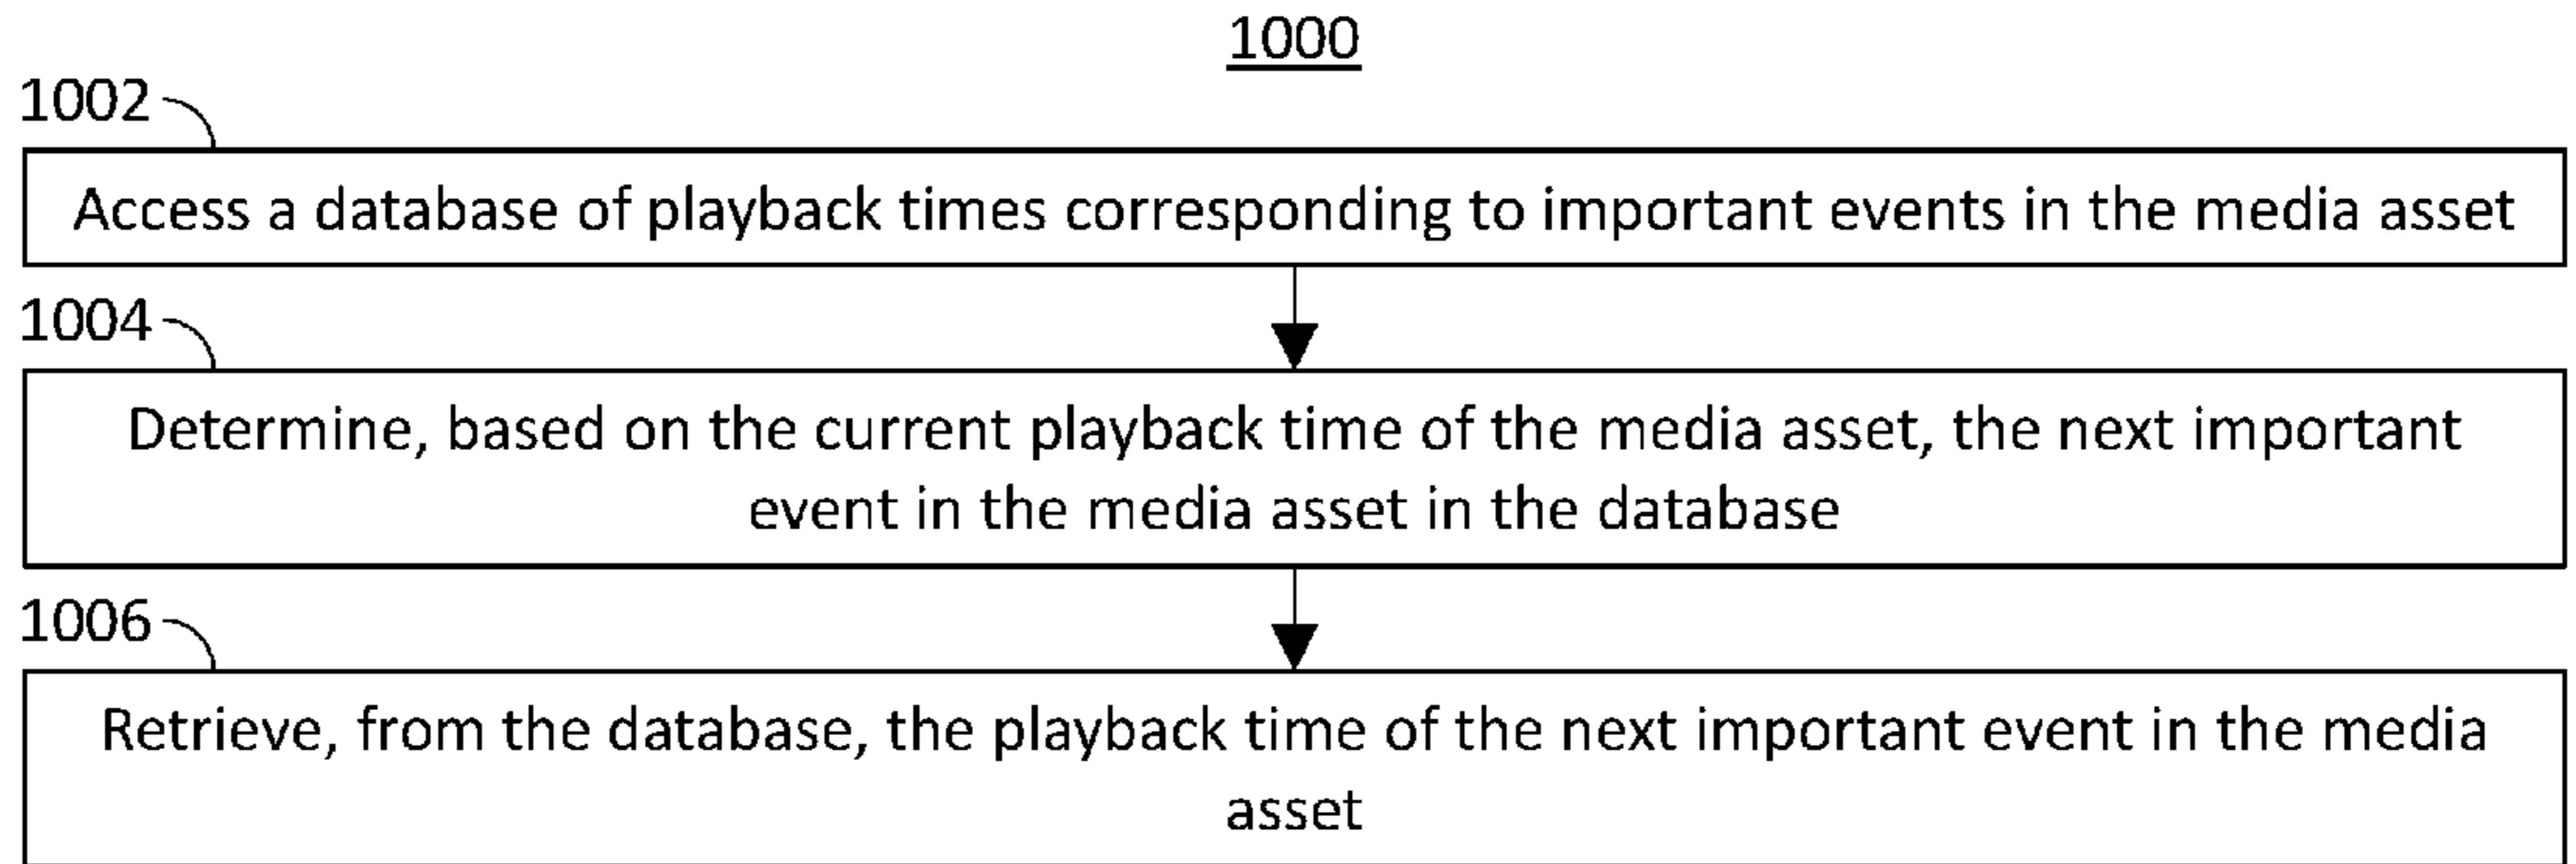 1000
1002
Access a database of playback times corresponding to important events in the media asset
1004
Determine, based on the current playback time of the media asset, the next important
event in the media asset in the database
1006
Retrieve, from the database, the playback time of the next important event in the media
asset